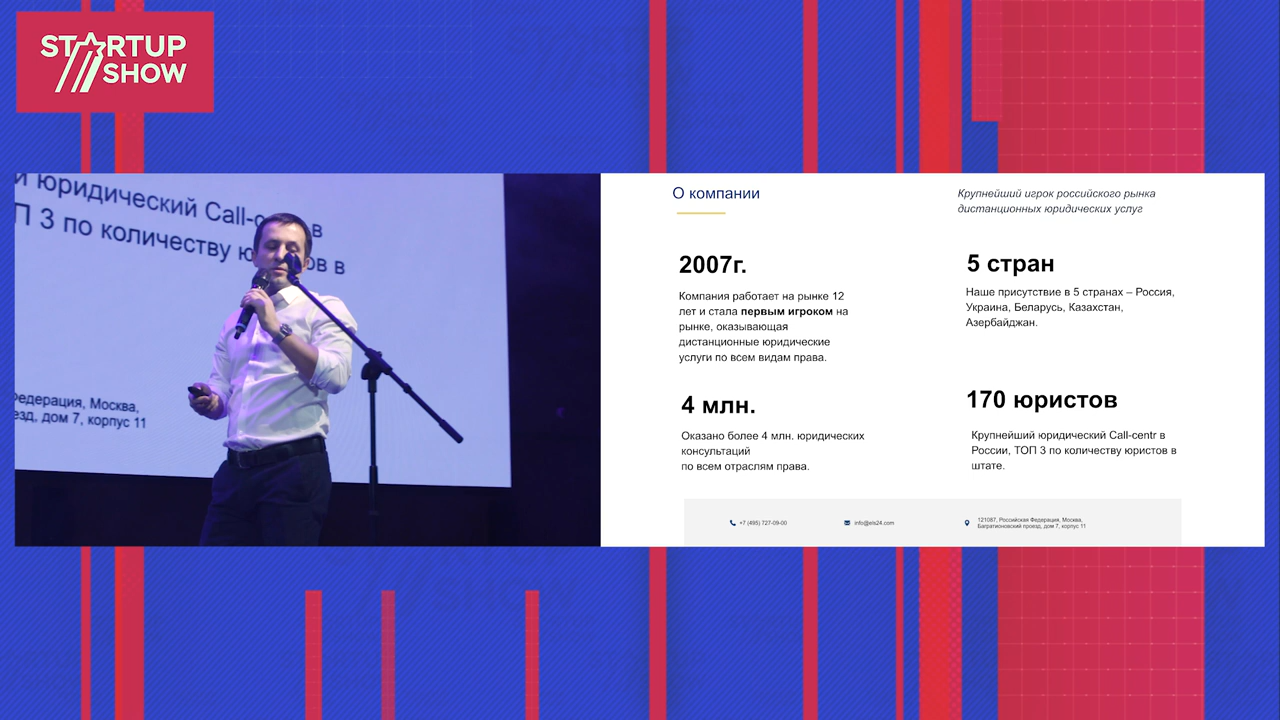 STARTUP
SHOW
й юридический Call-c в
П 3 по количеству ю ов в
Федерация, Москва,
езд, дом 7, корпус 11
О компании
Крупнейший игрок российского рынка
дистанционных юридических услуг
2007г.
Компания работает на рынке 12
лет и стала первым игроком на
рынке, оказывающая
дистанционные юридические
услуги по всем видам права.
5 стран
Наше присутствие в 5 странах – Россия,
Украина, Беларусь, Казахстан,
Азербайджан.
4 млн.
Оказано более 4 млн. юридических
консультаций
по всем отраслям права.
170 юристов
Крупнейший юридический Call-centr в
России, ТОП 3 по количеству юристов в
штате.
+7 (495) 727-09-00
info@els24.com
121087, Российская Федерация, Москва,
Багратионовский проезд, дом 7, корпус 11